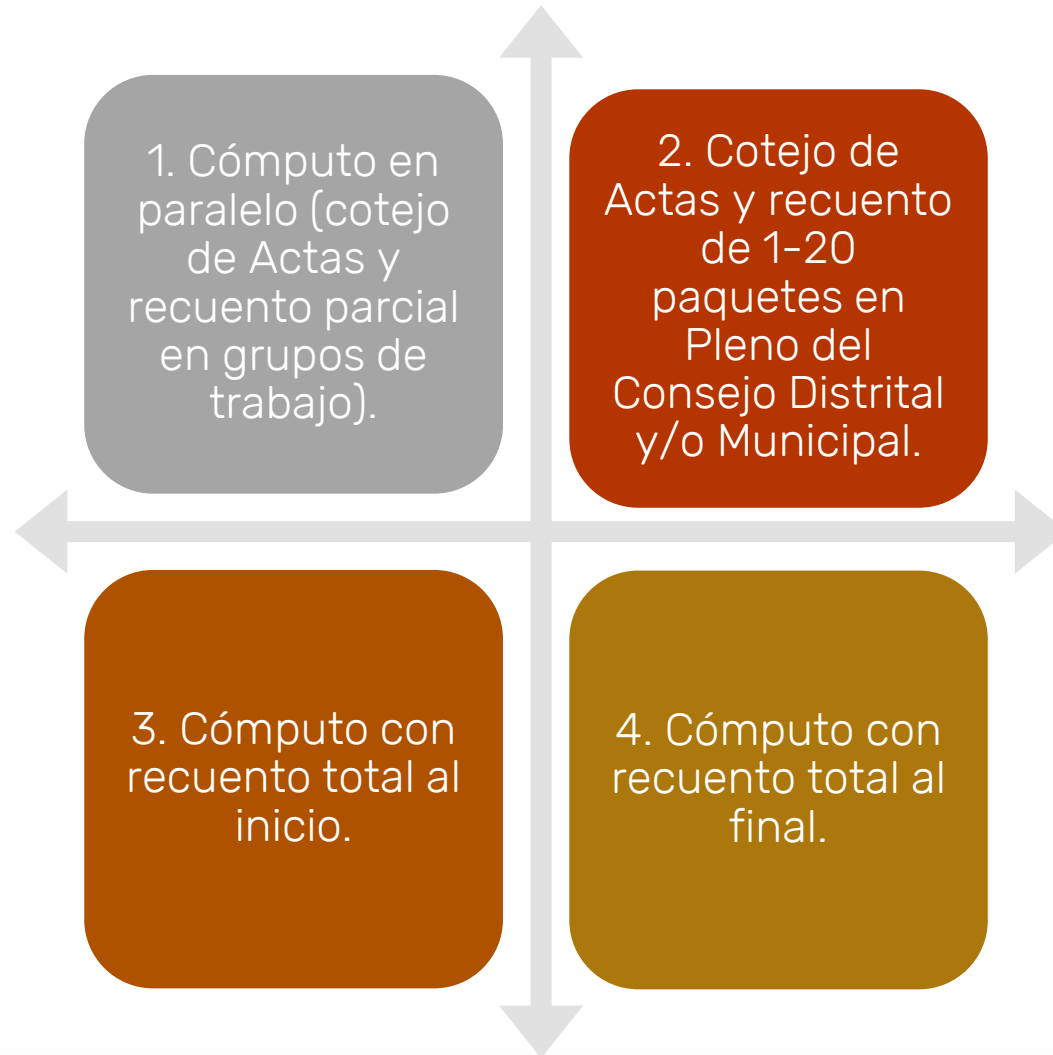 1. Cómputo en
paralelo (cotejo
de Actas y
recuento parcial
en grupos de
trabajo).
2. Cotejo de
Actas y recuento
de 1-20
paquetes en
Pleno del
Consejo Distrital
y/o Municipal.
3. Cómputo con
recuento total al
inicio.
4. Cómputo con
recuento total al
final.